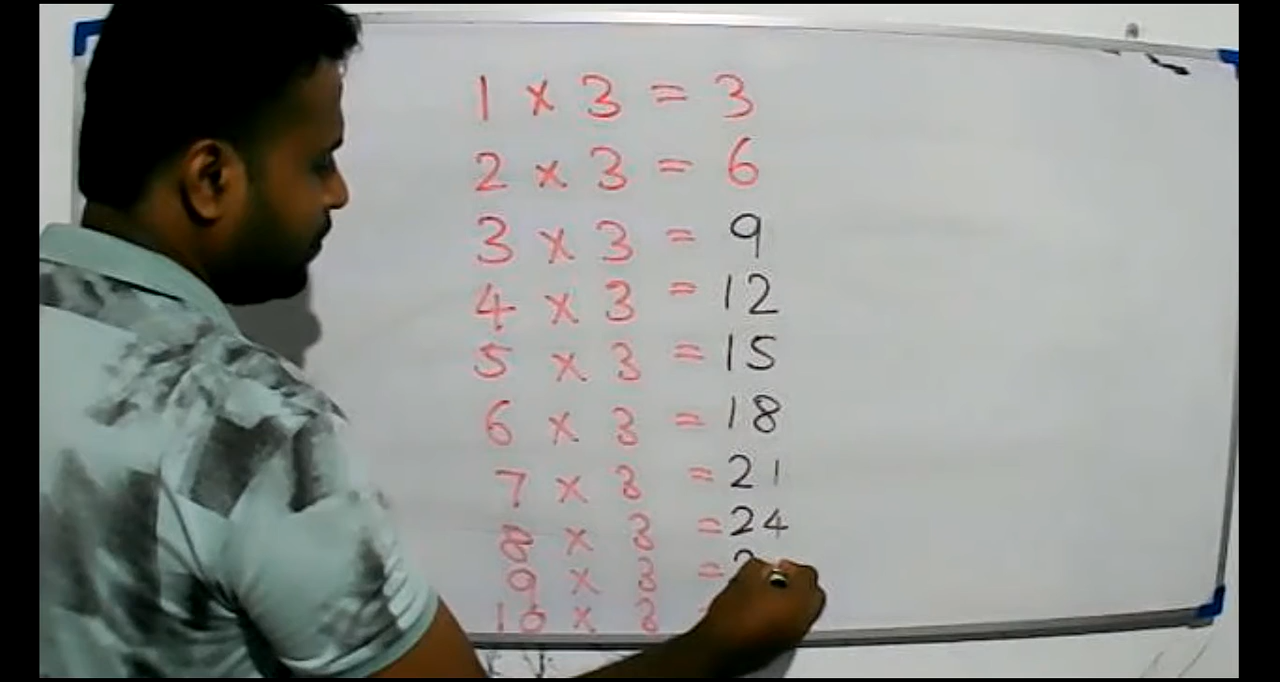 1 × 3 = 3
2 × 3 = 6
3 × 3 = 9
4 × 3 = 12
5 × 3 = 15
6 × 3 = 18
7 × 3 = 21
8 × 3 = 24
9 × 3 = 2
10 × 3 =